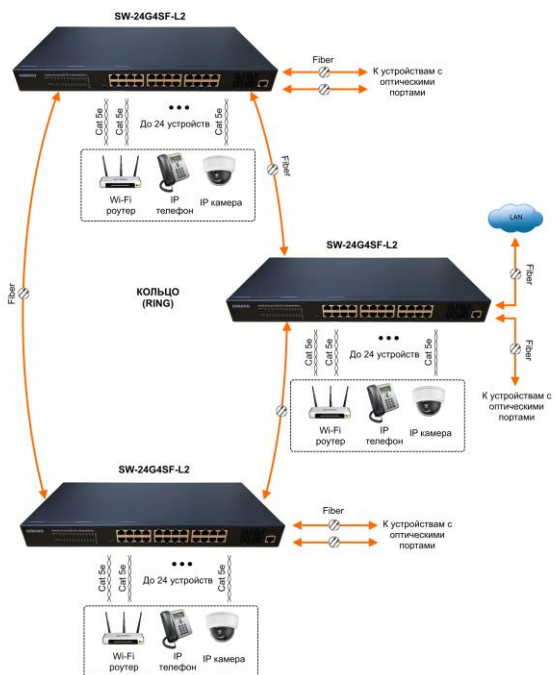 SW-24G4SF-L2
Fiber
К устройствам с
оптическими
портами
Cat 5e
Cat 5e
До 24 устройств
Cat 5e
Wi-Fi
роутер
IP
телефон
IP камера
Fiber
LAN
SW-24G4SF-L2
Fiber
Fiber
КОЛЬЦО
(RING)
Cat 5e
Cat 5e
До 24 устройств
Cat 5e
Fiber
К устройствам с
оптическими
портами
Wi-Fi
роутер
IP
телефон
IP камера
SW-24G4SF-L2
Fiber
К устройствам с
оптическими
портами
Cat 5e
Cat 5e
До 24 устройств
Cat 5e
Wi-Fi
роутер
IP
телефон
IP камера